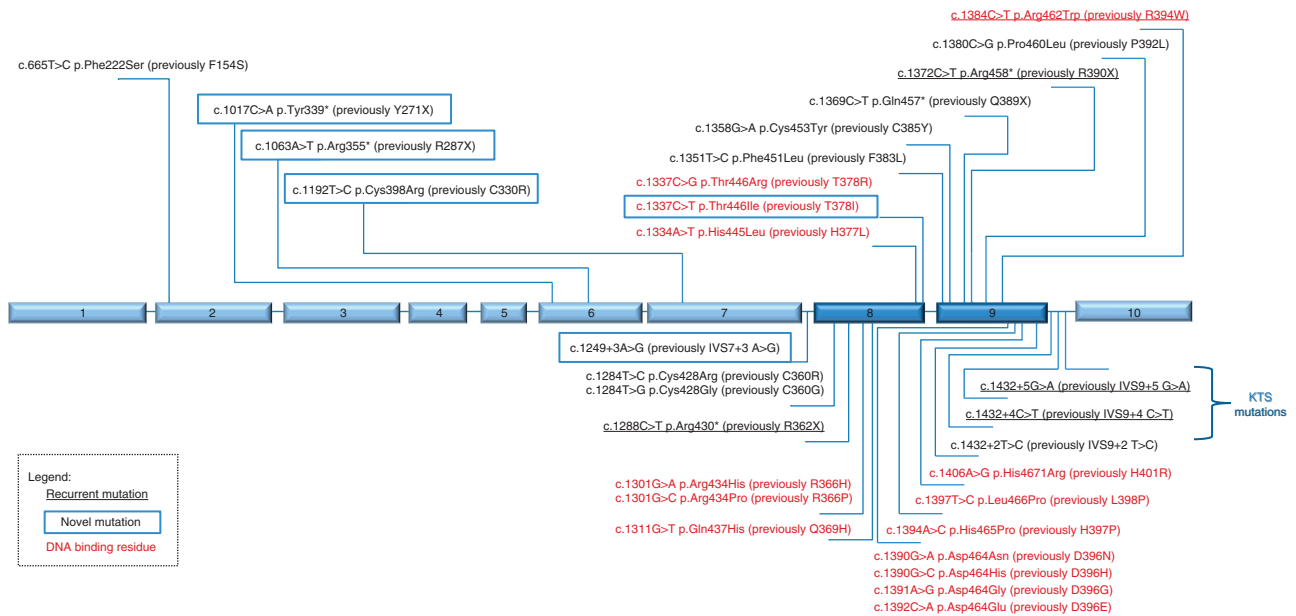 c.1384C>T p.Arg462Trp (previously R394W)
c.1380C>G p.Pro460Leu (previously P392L)
c.665T>C p.Phe222Ser (previously F154S)
c.1372C>T p.Arg458* (previously R390X)
c.1017C>A p.Tyr339* (previously Y271X)
c.1369C>T p.Gln457* (previously Q389X)
c.1063A>T p.Arg355* (previously R287X)
c.1358G>A p.Cys453Tyr (previously C385Y)
c.1351T>C p.Phe451Leu (previously F383L)
c.1192T>C p.Cys398Arg (previously C330R)
c.1337C>G p.Thr446Arg (previously T378R)
c.1337C>T p.Thr446Ile (previously T378I)
c.1334A>T p.His445Leu (previously H377L)
1 2 3 4 5 6 7 8 9 10
c.1249+3A>G (previously IVS7+3 A>G)
c.1284T>C p.Cys428Arg (previously C360R)
c.1284T>G p.Cys428Gly (previously C360G)
c.1288C>T p.Arg430* (previously R362X)
c.1432+5G>A (previously IVS9+5 G>A)
c.1432+4C>T (previously IVS9+4 C>T)
KTS
mutations
c.1432+2T>C (previously IVS9+2 T>C)
c.1406A>G p.His4671Arg (previously H401R)
c.1301G>A p.Arg434His (previously R366H)
c.1301G>C p.Arg434Pro (previously R366P)
c.1397T>C p.Leu466Pro (previously L398P)
c.1311G>T p.Gln437His (previously Q369H)
c.1394A>C p.His465Pro (previously H397P)
c.1390G>A p.Asp464Asn (previously D396N)
c.1390G>C p.Asp464His (previously D396H)
c.1391A>G p.Asp464Gly (previously D396G)
c.1392C>A p.Asp464Glu (previously D396E)
Legend:
Recurrent mutation
Novel mutation
DNA binding residue